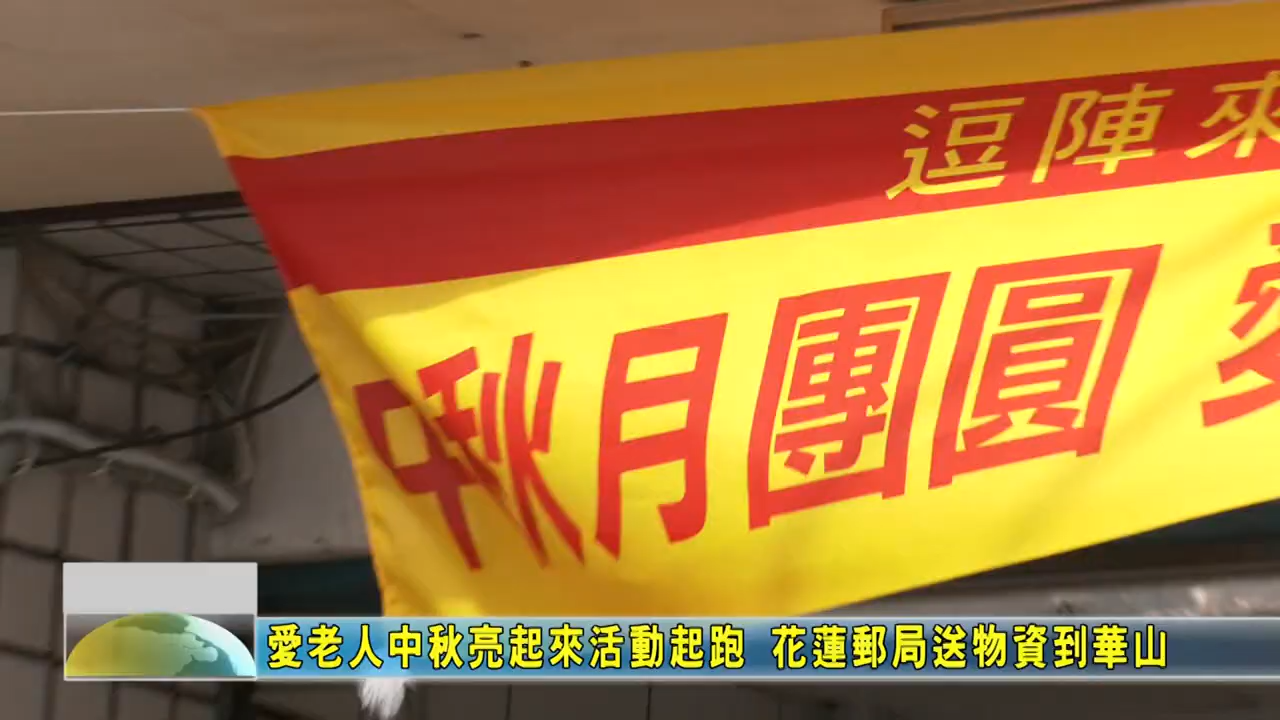 逗陣來
中秋月團圓 愛
愛老人中秋亮起來活動起跑 花蓮郵局送物資到華山